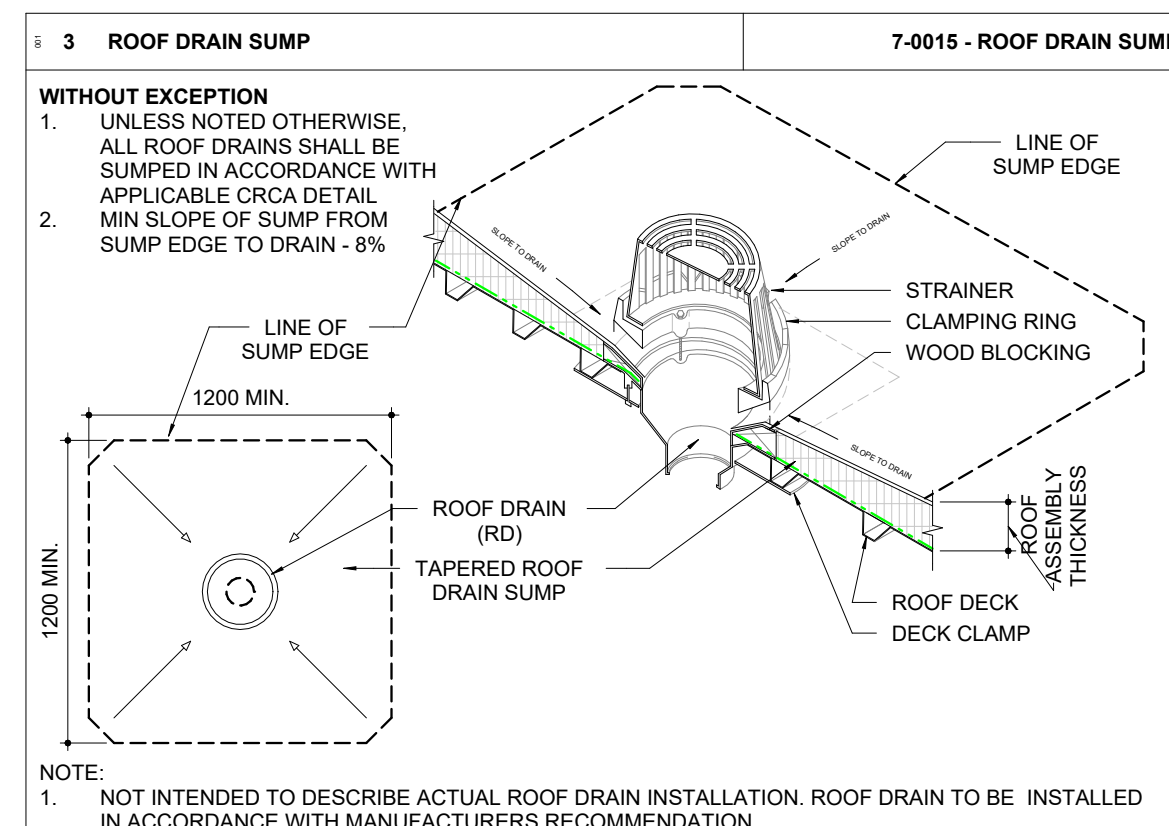 001
3 ROOF DRAIN SUMP
7-0015 - ROOF DRAIN SUMP
WITHOUT EXCEPTION
1. UNLESS NOTED OTHERWISE,
ALL ROOF DRAINS SHALL BE
SUMPED IN ACCORDANCE WITH
APPLICABLE CRCA DETAIL
2. MIN SLOPE OF SUMP FROM
SUMP EDGE TO DRAIN - 8%
LINE OF
SUMP EDGE
SLOPE TO DRAIN
SLOPE TO DRAIN
STRAINER
CLAMPING RING
WOOD BLOCKING
LINE OF
SUMP EDGE
1200 MIN.
SLOPE TO DRAIN
ROOF
ASSEMBLY
THICKNESS
ROOF DRAIN
(RD)
TAPERED ROOF
DRAIN SUMP
1200 MIN.
ROOF DECK
DECK CLAMP
NOTE:
1. NOT INTENDED TO DESCRIBE ACTUAL ROOF DRAIN INSTALLATION. ROOF DRAIN TO BE INSTALLED
IN ACCORDANCE WITH MANUFACTURERS RECOMMENDATION